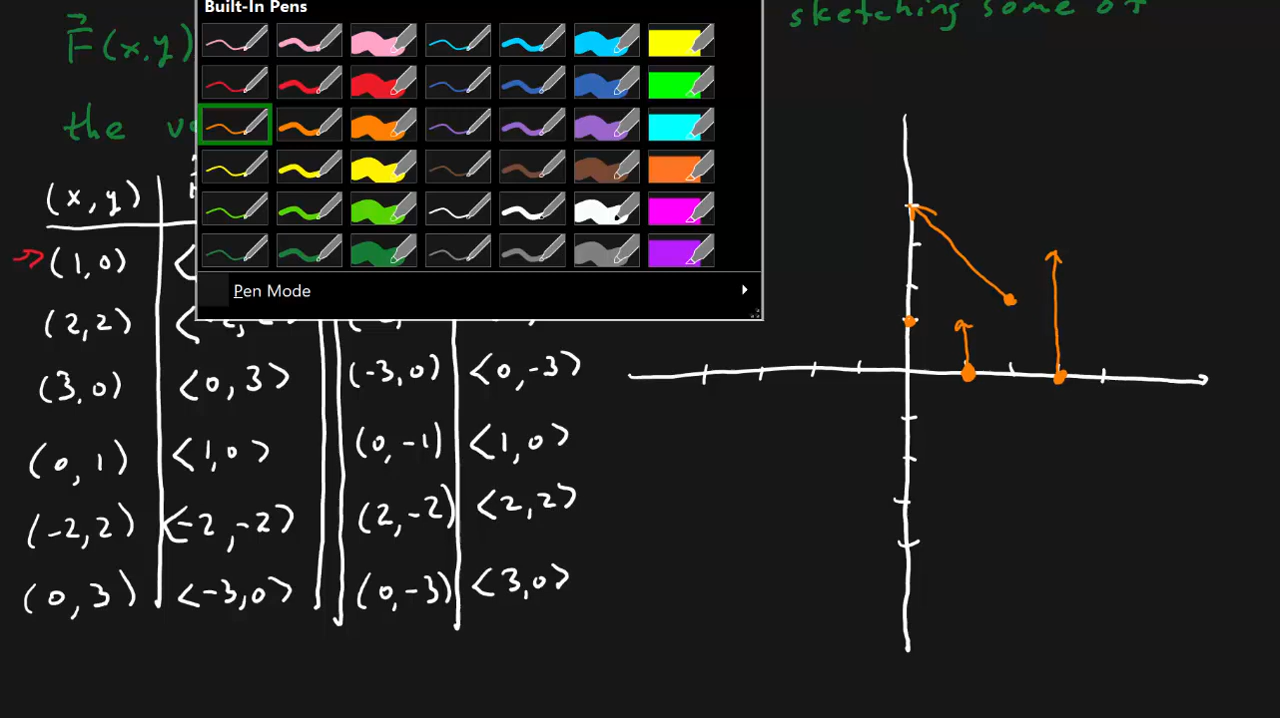 Built-In Pens
sketching some of
F(x,y)
the
(x,y)
(1,0) <
(2,2) <
(3,0) <0,3> (-3,0) <0,-3>
(0,1) <1,0> (0,-1) <1,0>
(-2,2) <-2,-2> (2,-2) <2,2>
(0,3) <-3,0> (0,-3) <3,0>
Pen Mode